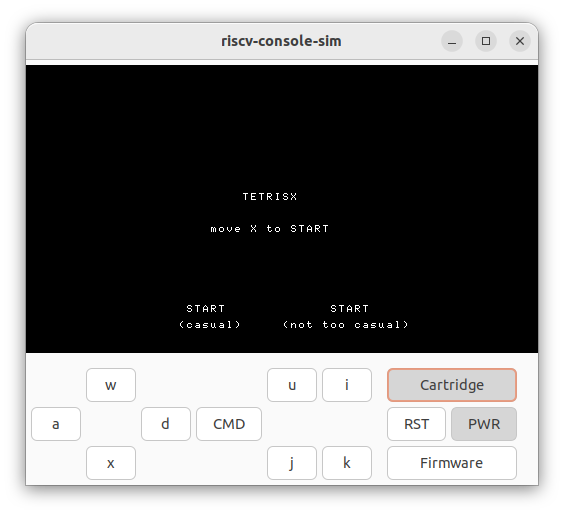 riscv-console-sim
TETRISX
move X to START
START START
(casual) (not too casual)
w u i Cartridge
a d CMD RST PWR
x j k Firmware